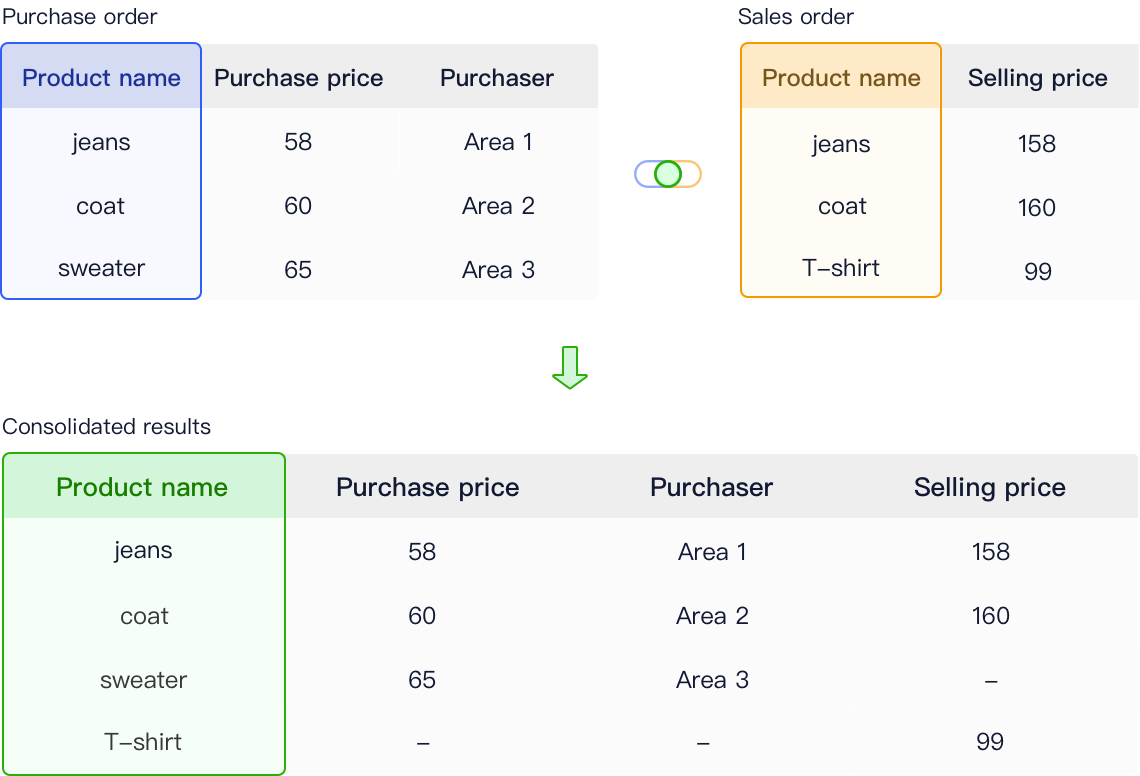 Purchase order
Product name Purchase price Purchaser
jeans 58 Area 1
coat 60 Area 2
sweater 65 Area 3
Sales order
Product name Selling price
jeans 158
coat 160
T–shirt 99
Consolidated results
Product name Purchase price Purchaser Selling price
jeans 58 Area 1 158
coat 60 Area 2 160
sweater 65 Area 3 –
T–shirt – – 99